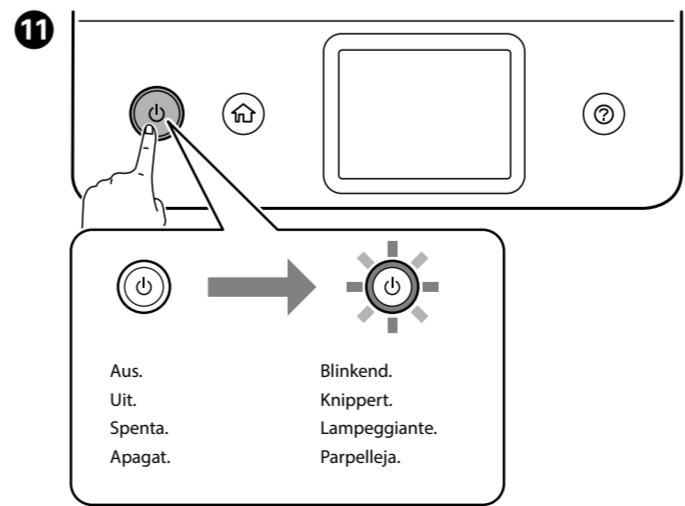 11
?
Aus.
Uit.
Spenta.
Apagat.
Blinkend.
Knippert.
Lampeggiante.
Parpelleja.